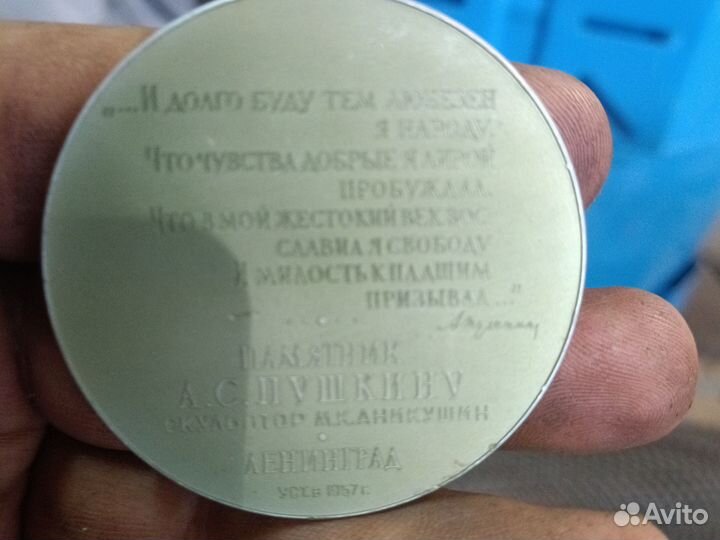 „...И ДОЛГО БУДУ ТЕМ ЛЮБЕЗЕН
Я НАРОДУ,
ЧТО ЧУВСТВА ДОБРЫЕ Я ЛИРОЙ
ПРОБУЖДАЛ,
ЧТО В МОЙ ЖЕСТОКИЙ ВЕК ВОС-
СЛАВИЛ Я СВОБОДУ
И МИЛОСТЬ К ПАДШИМ
ПРИЗЫВАЛ..."
А Пушкин
ПАМЯТНИК
А.С.ПУШКИНУ
СКУЛЬПТОР М.К.АНИКУШИН
ЛЕНИНГРАД
УСТ.В 1957 г.
Avito